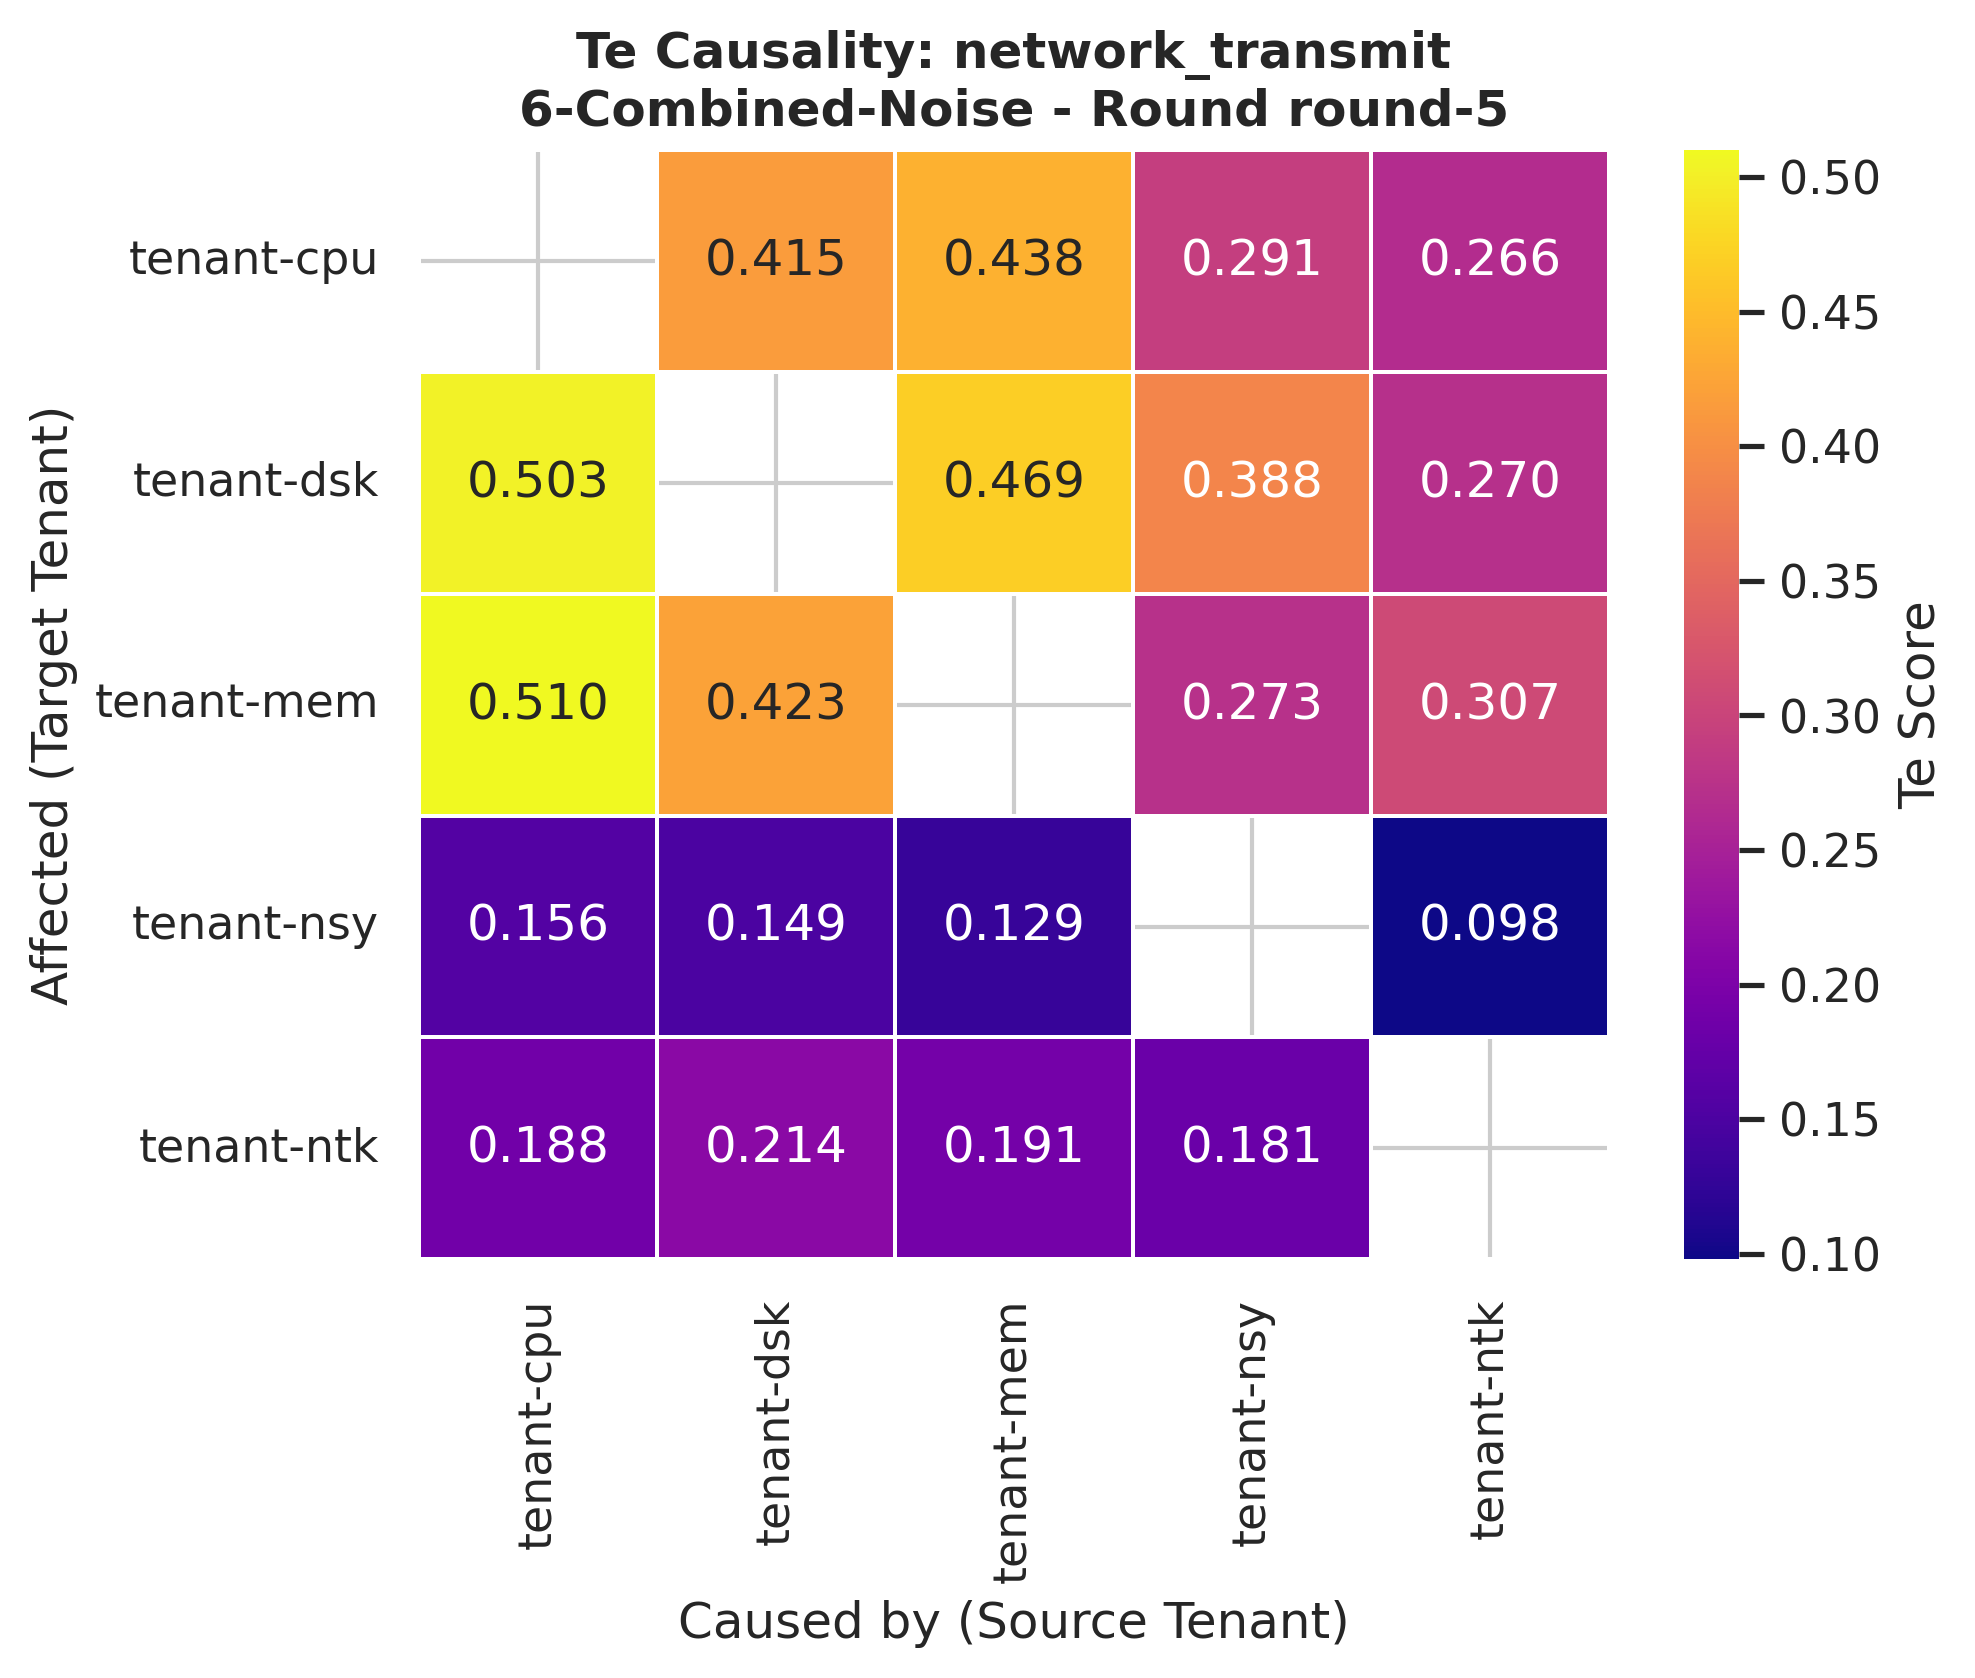 Te Causality: network_transmit
6-Combined-Noise - Round round-5
Affected (Target Tenant)
tenant-cpu 0.415 0.438 0.291 0.266
tenant-dsk 0.503 0.469 0.388 0.270
tenant-mem 0.510 0.423 0.273 0.307
tenant-nsy 0.156 0.149 0.129 0.098
tenant-ntk 0.188 0.214 0.191 0.181
tenant-cpu
tenant-dsk
tenant-mem
tenant-nsy
tenant-ntk
Caused by (Source Tenant)
0.50
0.45
0.40
0.35
0.30
0.25
0.20
0.15
0.10
Te Score